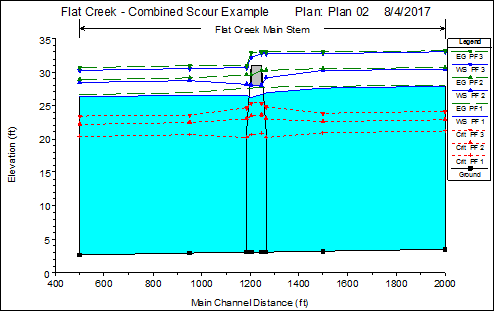 Flat Creek - Combined Scour Example Plan: Plan 02 8/4/2017
Flat Creek Main Stem
Legend
EG PF 3
WS PF 3
EG PF 2
WS PF 2
EG PF 1
WS PF 1
Crit PF 3
Crit PF 2
Crit PF 1
Ground
Elevation (ft)
35
30
25
20
15
10
5
0
400
600
800
1000
1200
1400
1600
1800
2000
Main Channel Distance (ft)